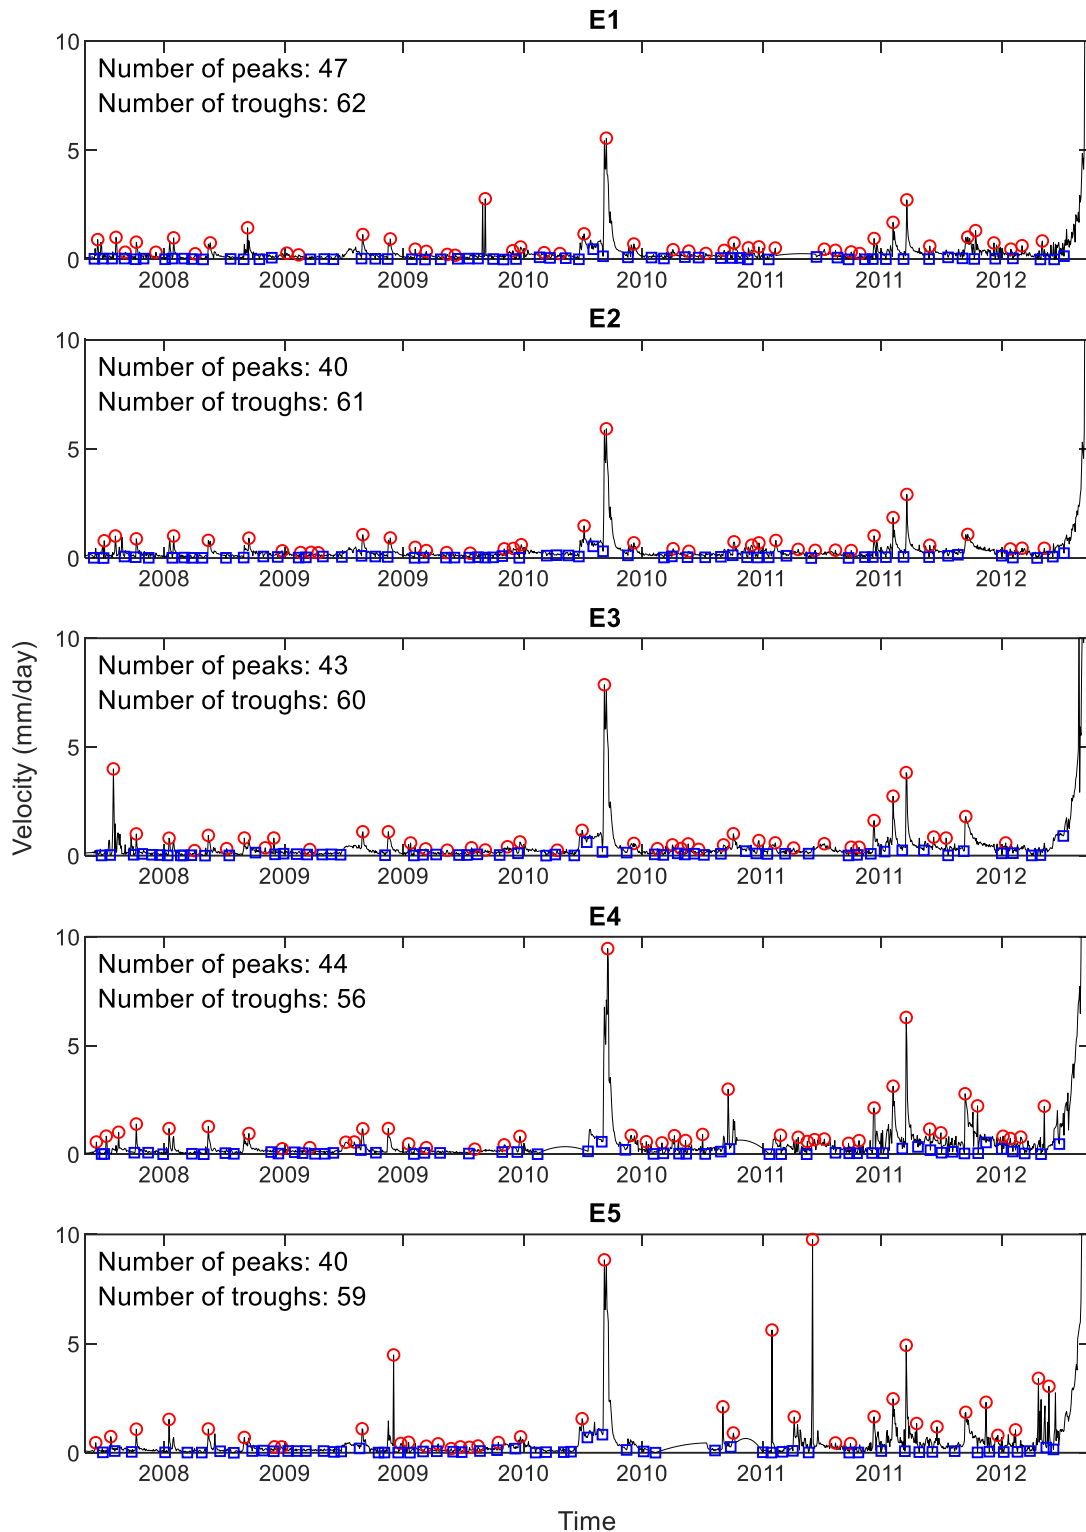 E1
10
Number of peaks: 47
Number of troughs: 62
5
0
2008 2009 2009 2010 2010 2011 2011 2012
E2
10
Number of peaks: 40
Number of troughs: 61
5
0
2008 2009 2009 2010 2010 2011 2011 2012
E3
10
Number of peaks: 43
Number of troughs: 60
5
0
2008 2009 2009 2010 2010 2011 2011 2012
Velocity (mm/day)
E4
10
Number of peaks: 44
Number of troughs: 56
5
0
2008 2009 2009 2010 2010 2011 2011 2012
E5
10
Number of peaks: 40
Number of troughs: 59
5
0
2008 2009 2009 2010 2010 2011 2011 2012
Time